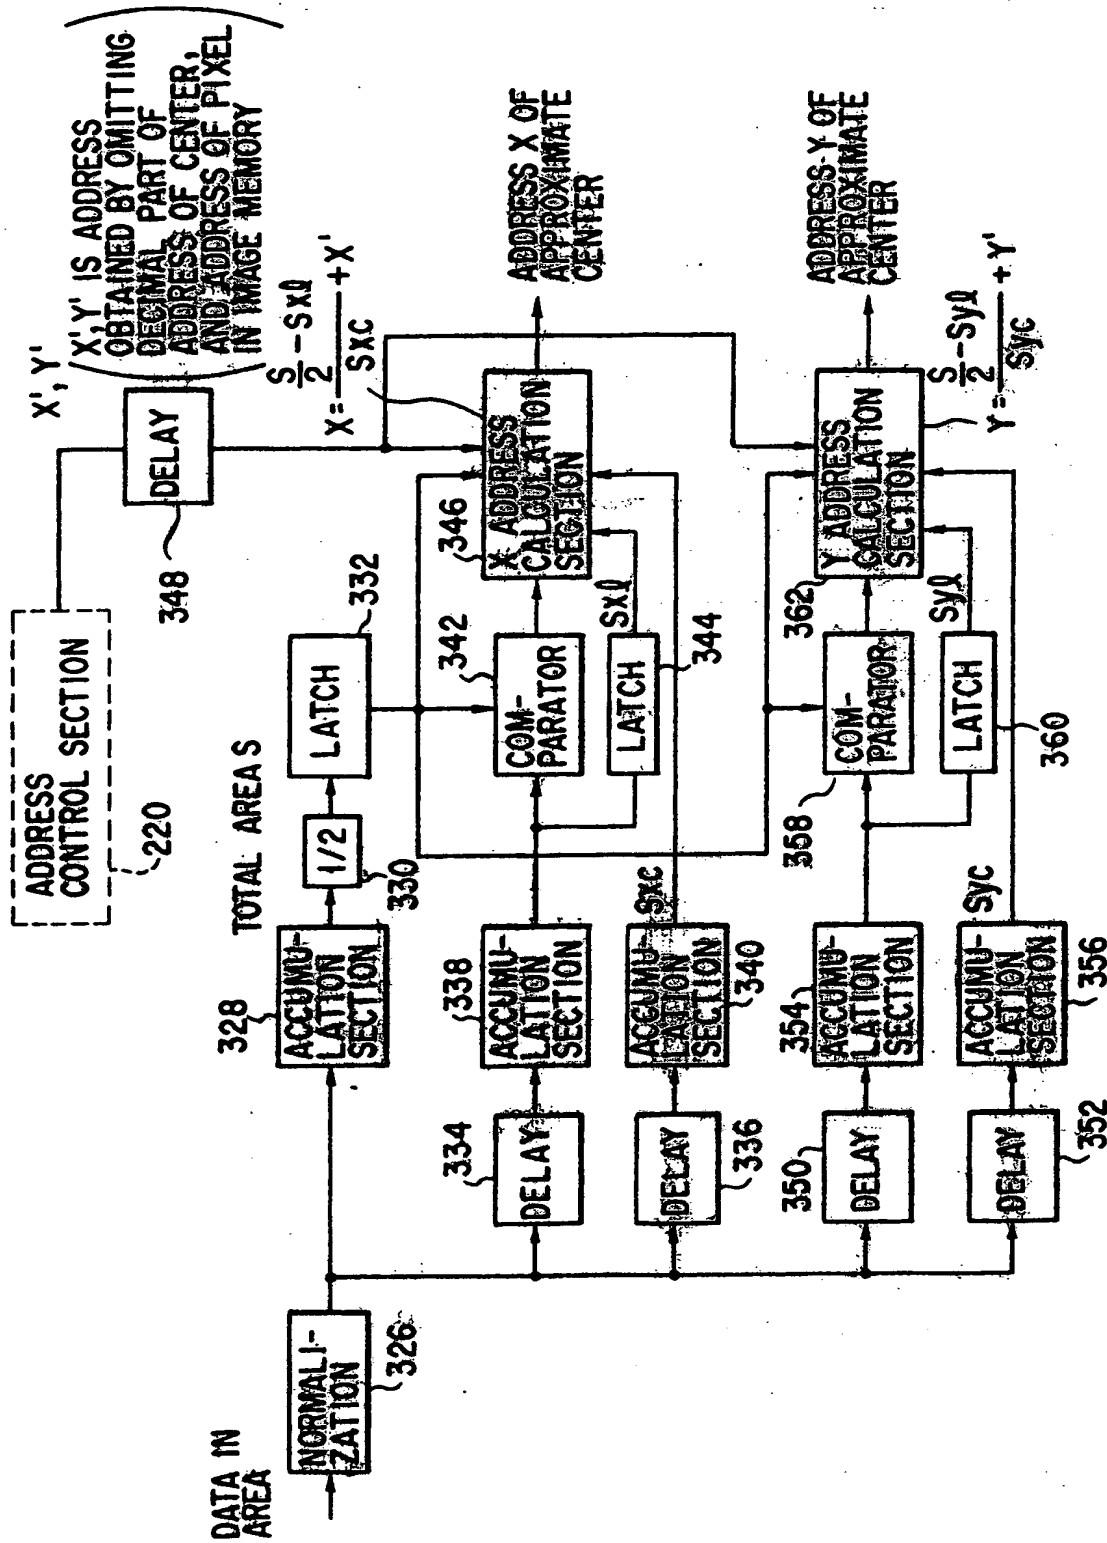 DATA IN
AREA
NORMALI-
ZATION
326
328
ACCUMU-
LATION
SECTION
TOTAL AREA S
1/2
330
LATCH
332
ADDRESS
CONTROL SECTION
220
X', Y'
DELAY
348
X',Y' IS ADDRESS
OBTAINED BY OMITTING
DECIMAL PART OF
ADDRESS OF CENTER,
AND ADDRESS OF PIXEL
IN IMAGE MEMORY
334
DELAY
338
ACCUMU-
LATION
SECTION
342
COM-
PARATOR
346
X ADDRESS
CALCULATION
SECTION
X = (S/2 - Sxℓ)/Sxc + X'
ADDRESS X OF
APPROXIMATE
CENTER
LATCH
344
Sxℓ
DELAY
336
ACCUMU-
LATION
SECTION
340
Sxc
350
DELAY
354
ACCUMU-
LATION
SECTION
358
COM-
PARATOR
362
Y ADDRESS
CALCULATION
SECTION
Y = (S/2 - Syℓ)/Syc + Y'
ADDRESS Y OF
APPROXIMATE
CENTER
LATCH
360
Syℓ
DELAY
352
ACCUMU-
LATION
SECTION
356
Syc